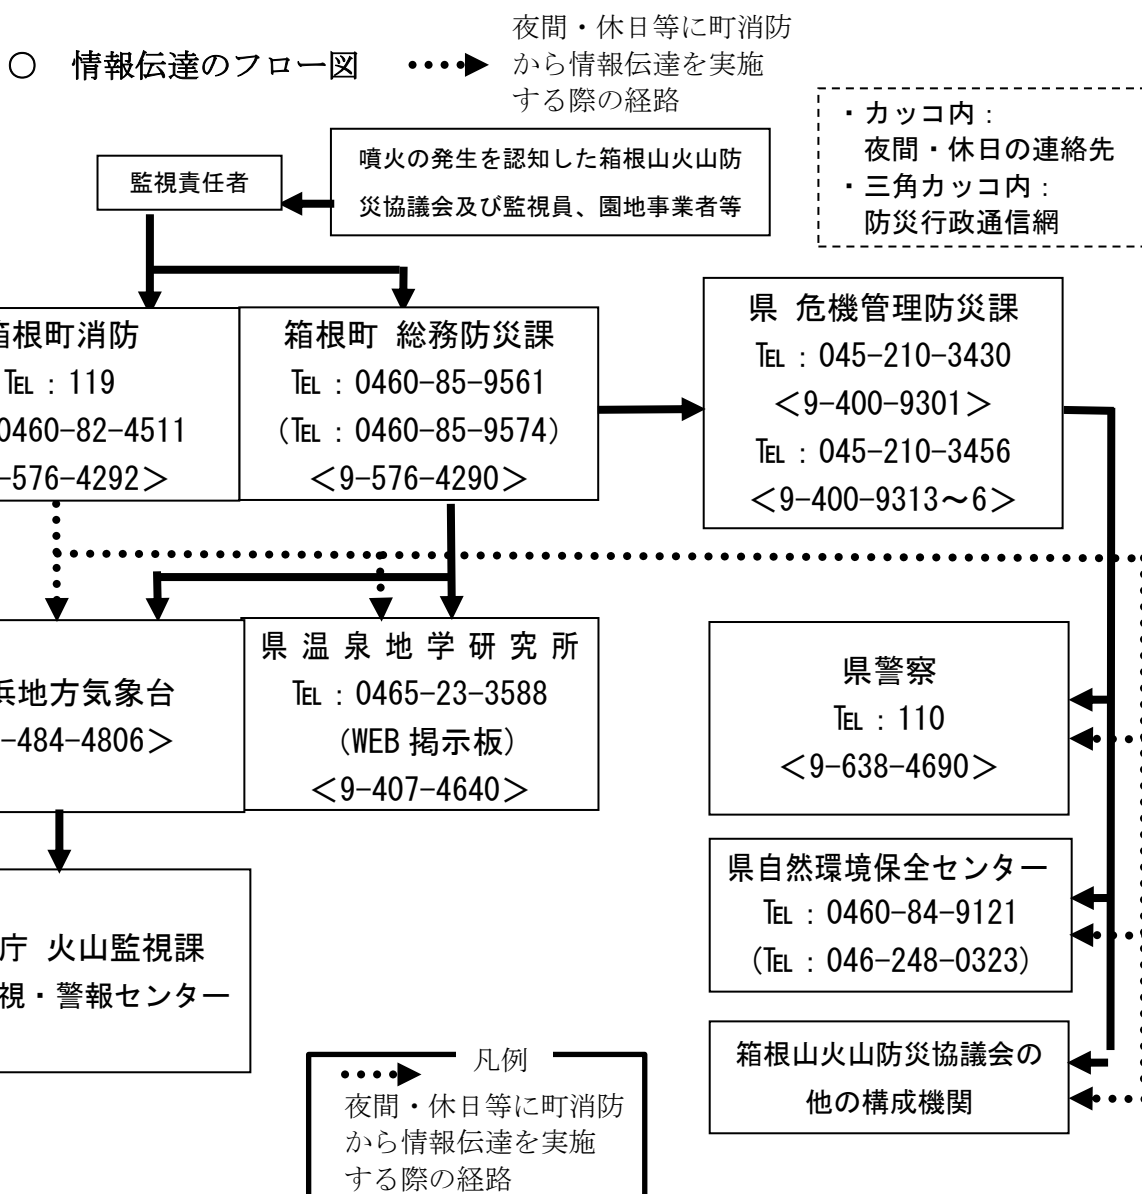 ○ 情報伝達のフロー図
夜間・休日等に町消防
から情報伝達を実施
する際の経路
・カッコ内：
夜間・休日の連絡先
・三角カッコ内：
防災行政通信網
監視責任者
噴火の発生を認知した箱根山火山防
災協議会及び監視員、園地事業者等
根町消防
℡：119
0460-82-4511
-576-4292＞
箱根町 総務防災課
℡：0460-85-9561
（℡：0460-85-9574）
＜9-576-4290＞
県 危機管理防災課
℡：045-210-3430
＜9-400-9301＞
℡：045-210-3456
＜9-400-9313～6＞
浜地方気象台
-484-4806＞
県温泉地学研究所
℡：0465-23-3588
（WEB 掲示板）
＜9-407-4640＞
県警察
℡：110
＜9-638-4690＞
県自然環境保全センター
℡：0460-84-9121
（℡：046-248-0323）
庁 火山監視課
視・警報センター
箱根山火山防災協議会の
他の構成機関
凡例
夜間・休日等に町消防
から情報伝達を実施
する際の経路